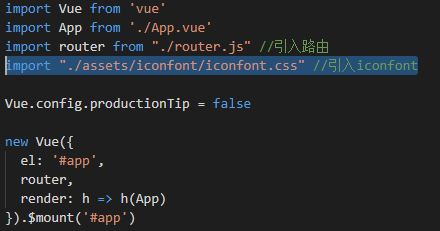 import Vue from 'vue'
import App from './App.vue'
import router from "./router.js" //引入路由
import "./assets/iconfont/iconfont.css" //引入iconfont
Vue.config.productionTip = false
new Vue({
  el: '#app',
  router,
  render: h => h(App)
}).$mount('#app')